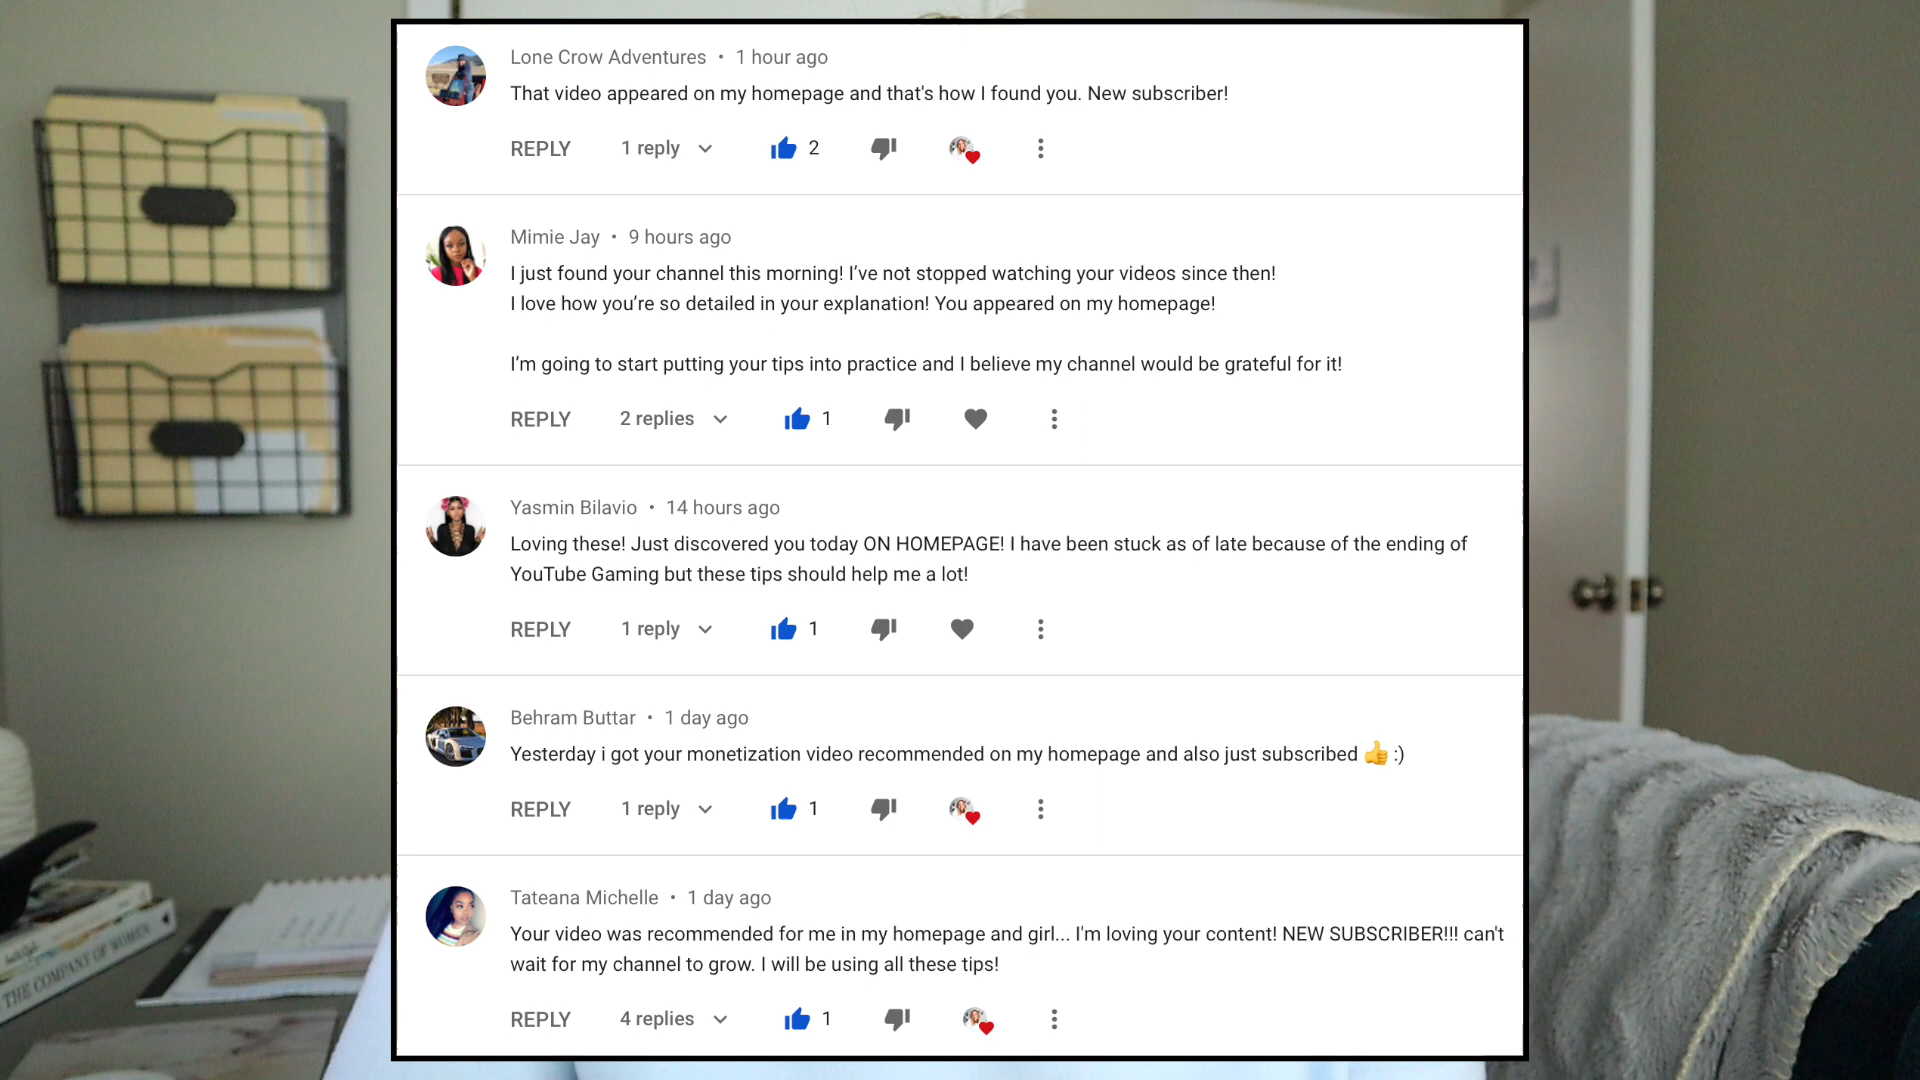 Lone Crow Adventures • 1 hour ago
That video appeared on my homepage and that's how I found you. New subscriber!
REPLY 1 reply 2
Mimie Jay • 9 hours ago
I just found your channel this morning! I’ve not stopped watching your videos since then!
I love how you’re so detailed in your explanation! You appeared on my homepage!
I’m going to start putting your tips into practice and I believe my channel would be grateful for it!
REPLY 2 replies 1
Yasmin Bilavio • 14 hours ago
Loving these! Just discovered you today ON HOMEPAGE! I have been stuck as of late because of the ending of
YouTube Gaming but these tips should help me a lot!
REPLY 1 reply 1
Behram Buttar • 1 day ago
Yesterday i got your monetization video recommended on my homepage and also just subscribed 👍 :)
REPLY 1 reply 1
Tateana Michelle • 1 day ago
Your video was recommended for me in my homepage and girl... I'm loving your content! NEW SUBSCRIBER!!! can't
wait for my channel to grow. I will be using all these tips!
REPLY 4 replies 1
THE COMPANY OF WOMEN